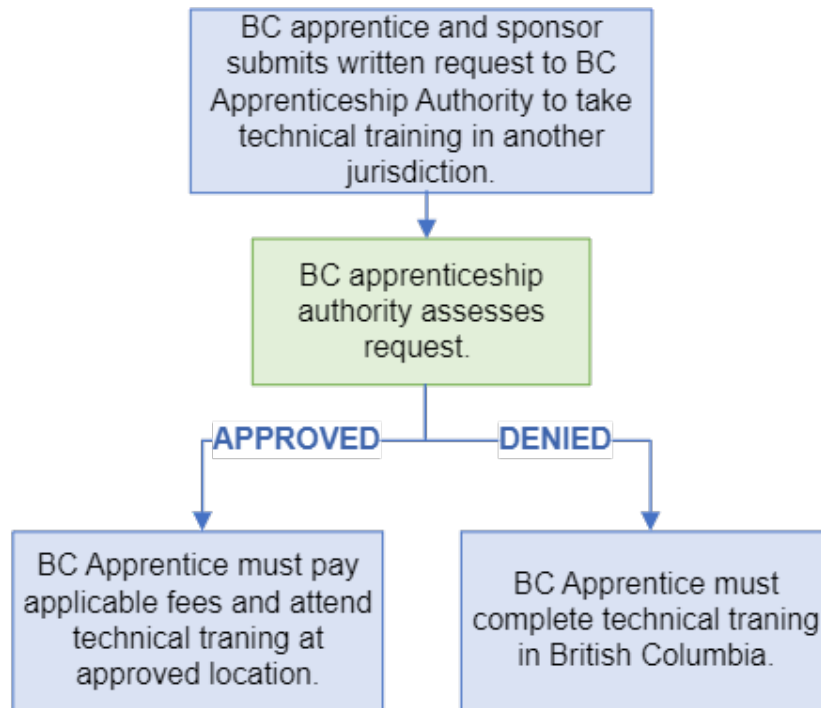 BC apprentice and sponsor
submits written request to BC
Apprenticeship Authority to take
technical training in another
jurisdiction.
BC apprenticeship
authority assesses
request.
APPROVED
DENIED
BC Apprentice must pay
applicable fees and attend
technical traning at
approved location.
BC Apprentice must
complete technical traning
in British Columbia.